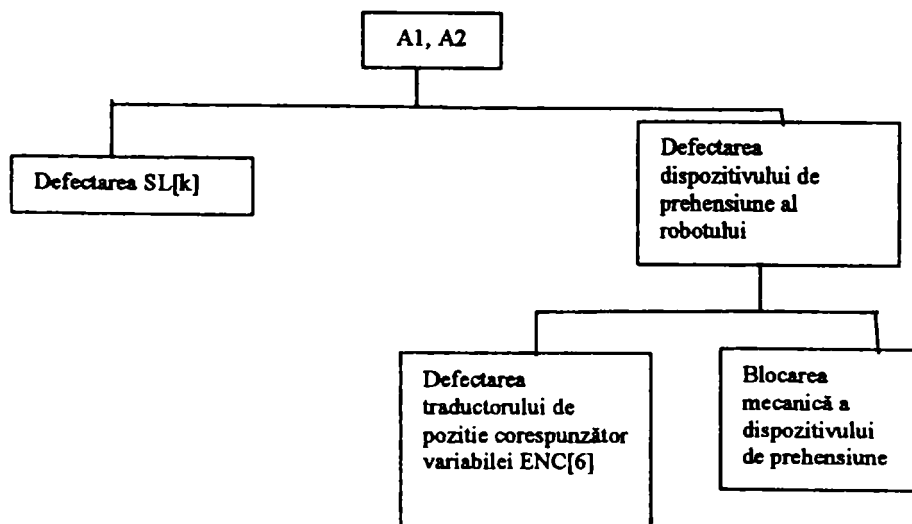 A1, A2
Defectarea SL[k]
Defectarea
dispozitivului de
prehensiune al
robotului
Defectarea
traductorului de
pozitie corespunzător
variabilei ENC[6]
Blocarea
mecanică a
dispozitivului
de prehensiune